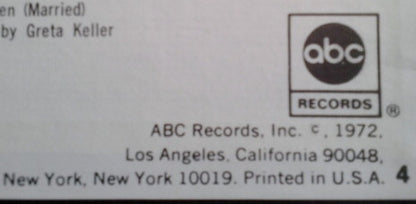 en (Married)
by Greta Keller
abc
RECORDS ®
ABC Records, Inc. ©, 1972,
Los Angeles, California 90048,
New York, New York 10019. Printed in U.S.A. 4